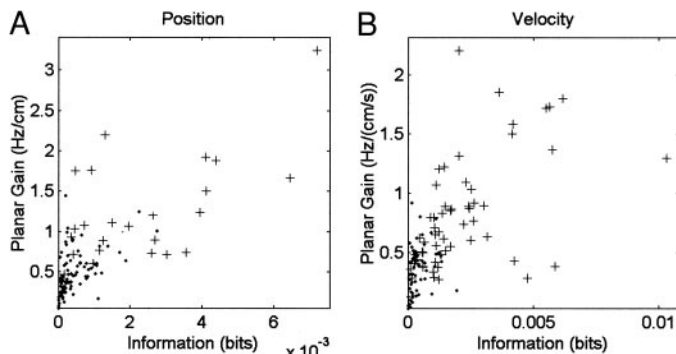 A
Position
Planar Gain (Hz/cm)
3
2.5
2
1.5
1
0.5
0
2
4
6
Information (bits)
x 10⁻³
B
Velocity
Planar Gain (Hz/(cm/s))
2
1.5
1
0.5
0
0.005
0.01
Information (bits)